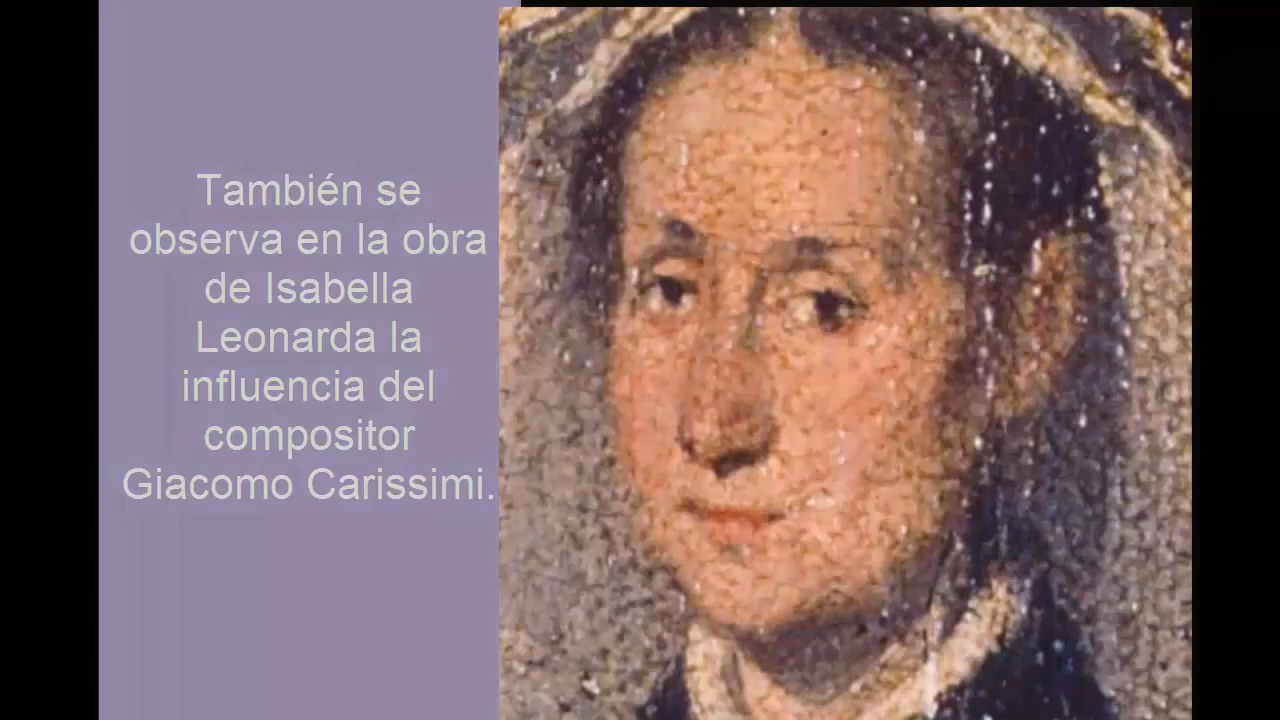 También se
observa en la obra
de Isabella
Leonarda la
influencia del
compositor
Giacomo Carissimi.